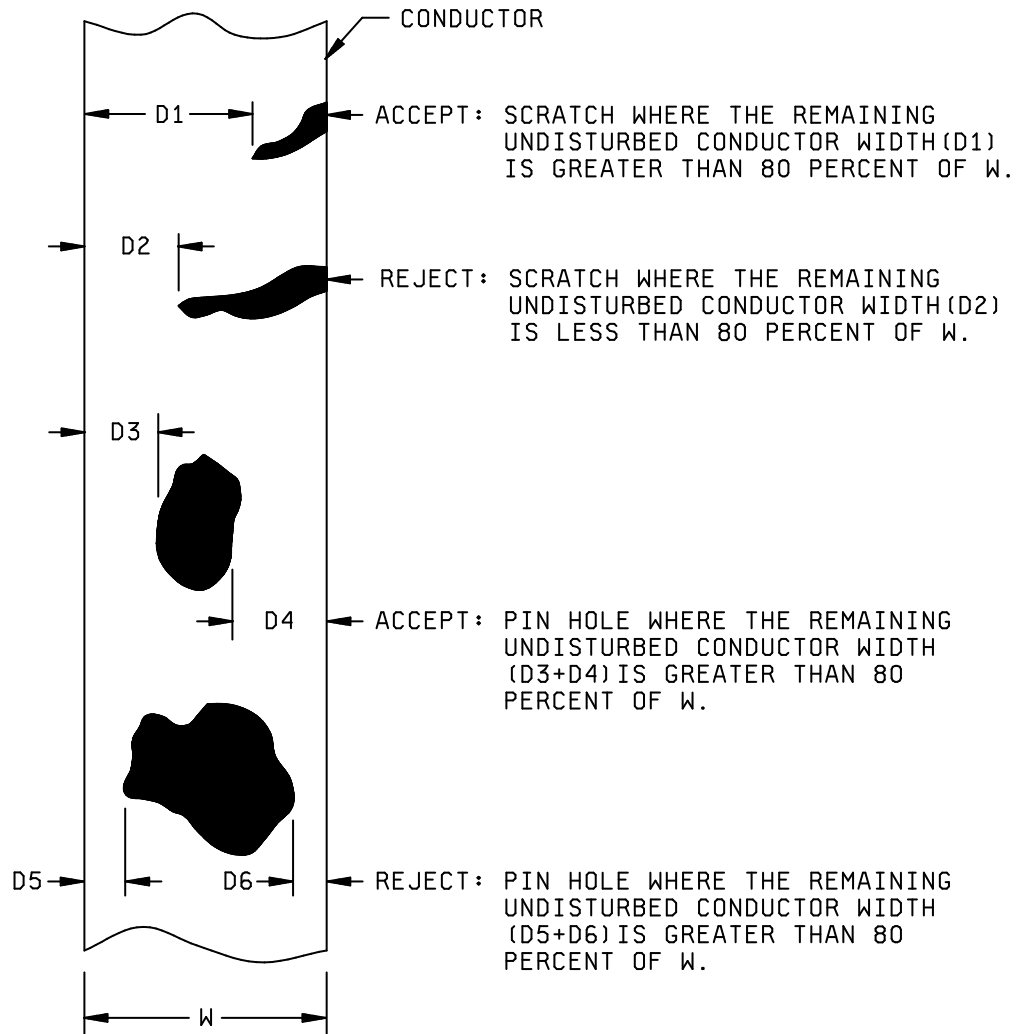 CONDUCTOR
D1
ACCEPT: SCRATCH WHERE THE REMAINING
UNDISTURBED CONDUCTOR WIDTH(D1)
IS GREATER THAN 80 PERCENT OF W.
D2
REJECT: SCRATCH WHERE THE REMAINING
UNDISTURBED CONDUCTOR WIDTH(D2)
IS LESS THAN 80 PERCENT OF W.
D3
D4
ACCEPT: PIN HOLE WHERE THE REMAINING
UNDISTURBED CONDUCTOR WIDTH
(D3+D4)IS GREATER THAN 80
PERCENT OF W.
D5
D6
REJECT: PIN HOLE WHERE THE REMAINING
UNDISTURBED CONDUCTOR WIDTH
(D5+D6)IS GREATER THAN 80
PERCENT OF W.
W